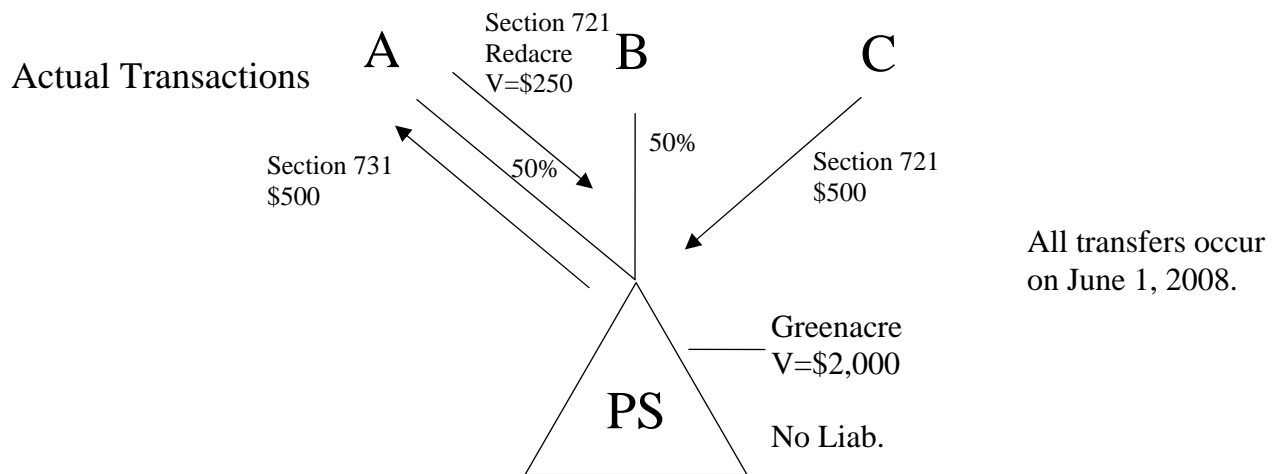 Actual Transactions
A
Section 721
Redacre
V=$250
B
C
Section 731
$500
50%
50%
Section 721
$500
All transfers occur
on June 1, 2008.
Greenacre
V=$2,000
PS
No Liab.